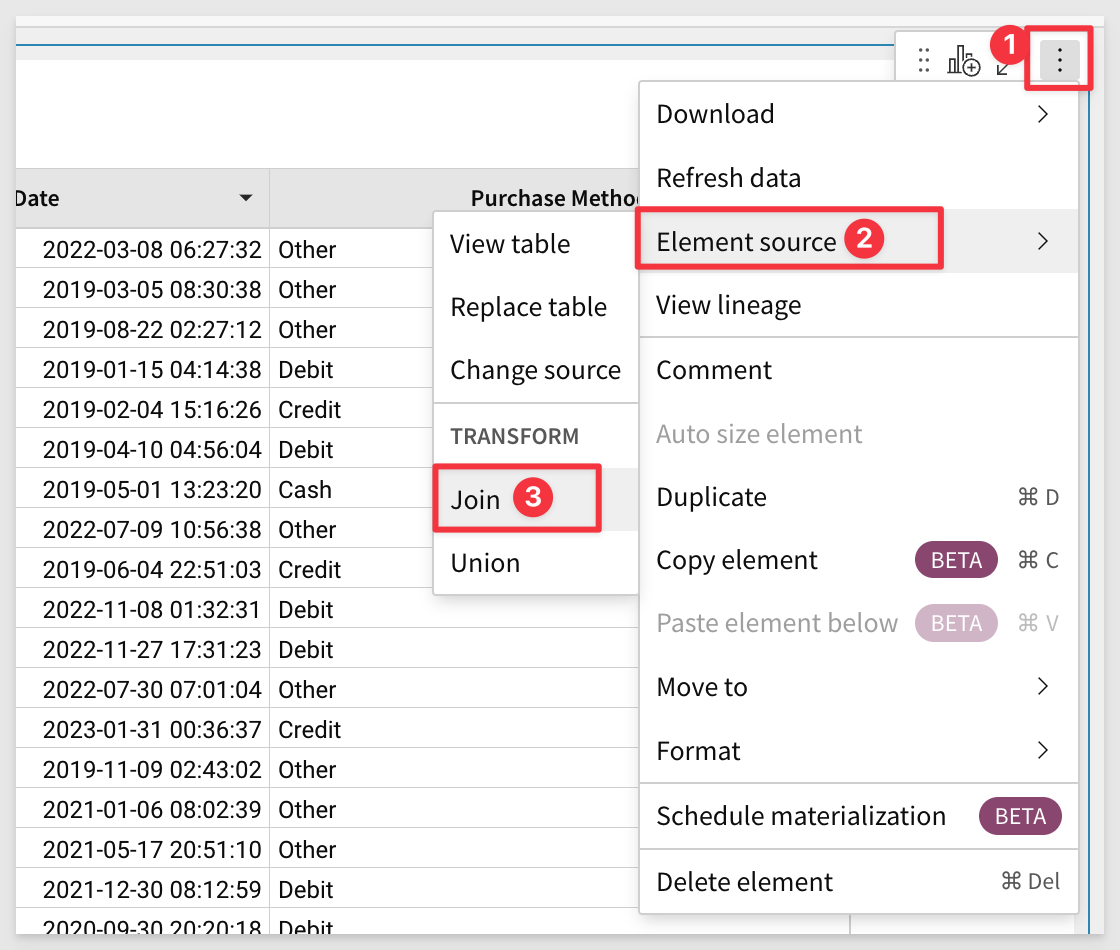 1
Download
Refresh data
Element source 2
View lineage
Comment
Auto size element
Duplicate ⌘ D
Copy element BETA ⌘ C
Paste element below BETA ⌘ V
Move to
Format
Schedule materialization BETA
Delete element ⌘ Del
View table
Replace table
Change source
TRANSFORM
Join 3
Union
Date Purchase Metho
2022-03-08 06:27:32 Other
2019-03-05 08:30:38 Other
2019-08-22 02:27:12 Other
2019-01-15 04:14:38 Debit
2019-02-04 15:16:26 Credit
2019-04-10 04:56:04 Debit
2019-05-01 13:23:20 Cash
2022-07-09 10:56:38 Other
2019-06-04 22:51:03 Credit
2022-11-08 01:32:31 Debit
2022-11-27 17:31:23 Debit
2022-07-30 07:01:04 Other
2023-01-31 00:36:37 Credit
2019-11-09 02:43:02 Other
2021-01-06 08:02:39 Other
2021-05-17 20:51:10 Other
2021-12-30 08:12:59 Debit
2020-09-30 20:20:18 Debit